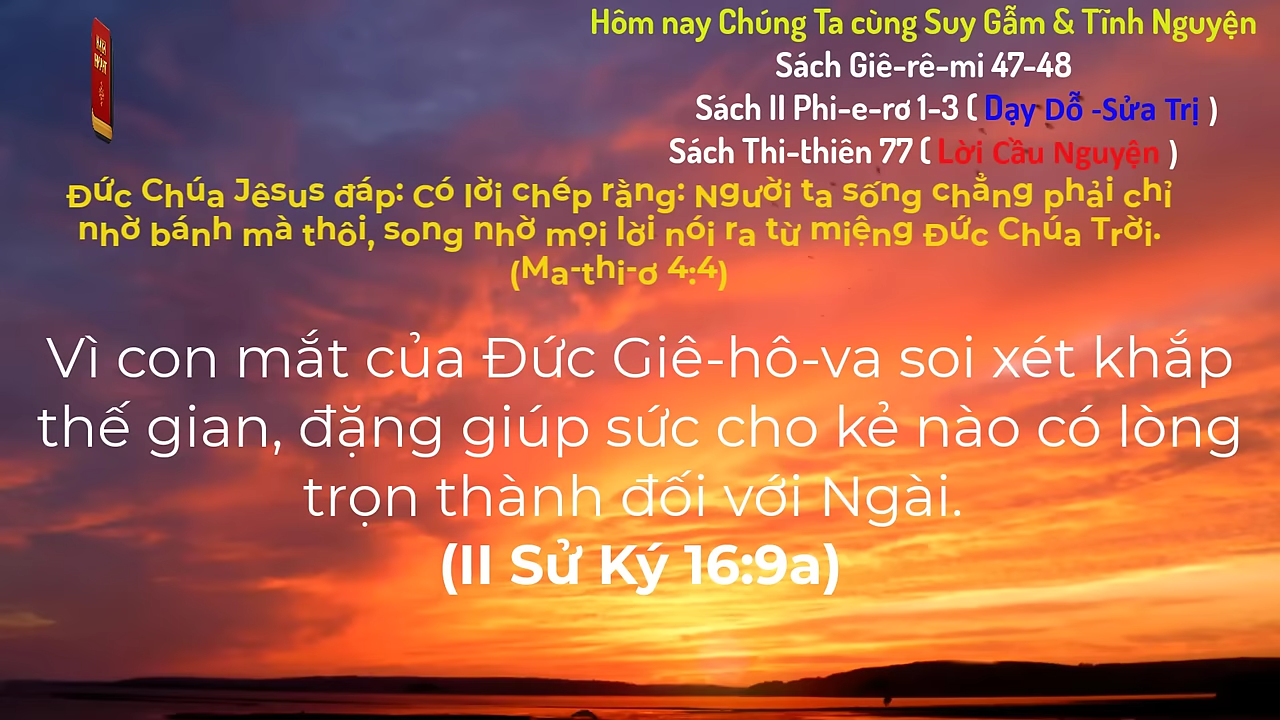 Hôm nay Chúng Ta cùng Suy Gẫm & Tĩnh Nguyện
Sách Giê-rê-mi 47-48
Sách II Phi-e-rơ 1-3 ( Dạy Dỗ -Sửa Trị )
Sách Thi-thiên 77 ( Lời Cầu Nguyện )
Đức Chúa Jêsus đáp: Có lời chép rằng: Người ta sống chẳng phải chỉ
nhờ bánh mà thôi, song nhờ mọi lời nói ra từ miệng Đức Chúa Trời.
(Ma-thi-ơ 4:4)
Vì con mắt của Đức Giê-hô-va soi xét khắp
thế gian, đặng giúp sức cho kẻ nào có lòng
trọn thành đối với Ngài.
(II Sử Ký 16:9a)